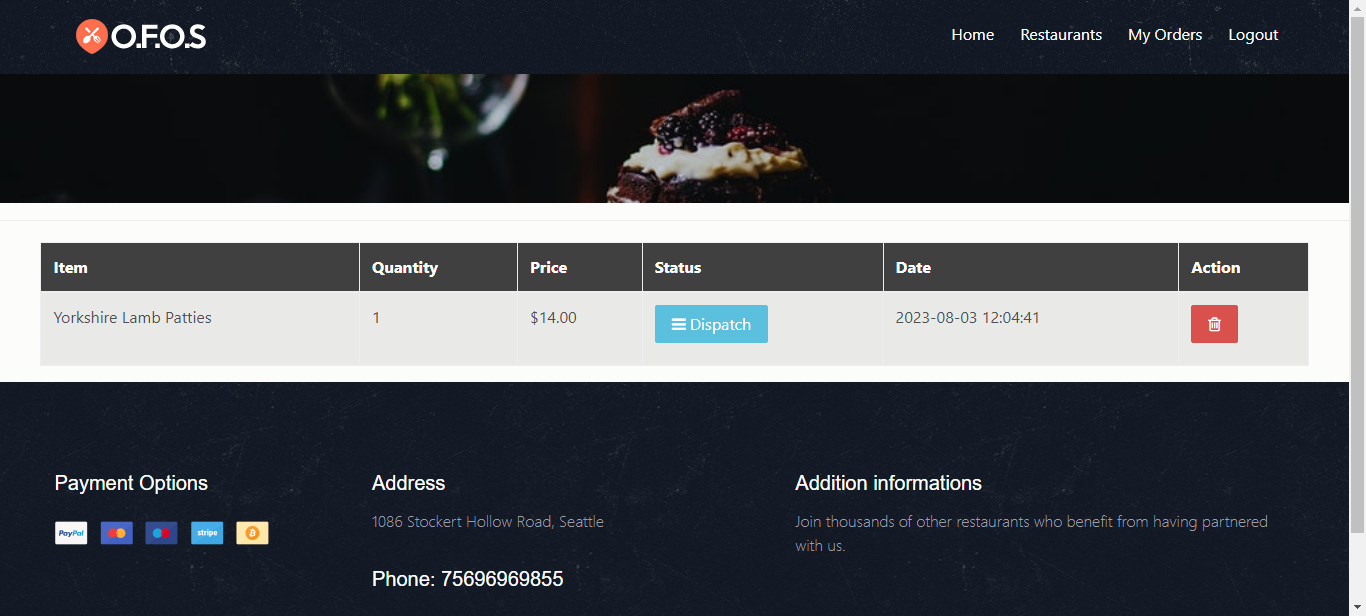 O.F.O.S
Home Restaurants My Orders Logout
Item Quantity Price Status Date Action
Yorkshire Lamb Patties 1 $14.00 Dispatch 2023-08-03 12:04:41
Payment Options
PayPal stripe
Address
1086 Stockert Hollow Road, Seattle
Phone: 75696969855
Addition informations
Join thousands of other restaurants who benefit from having partnered
with us.